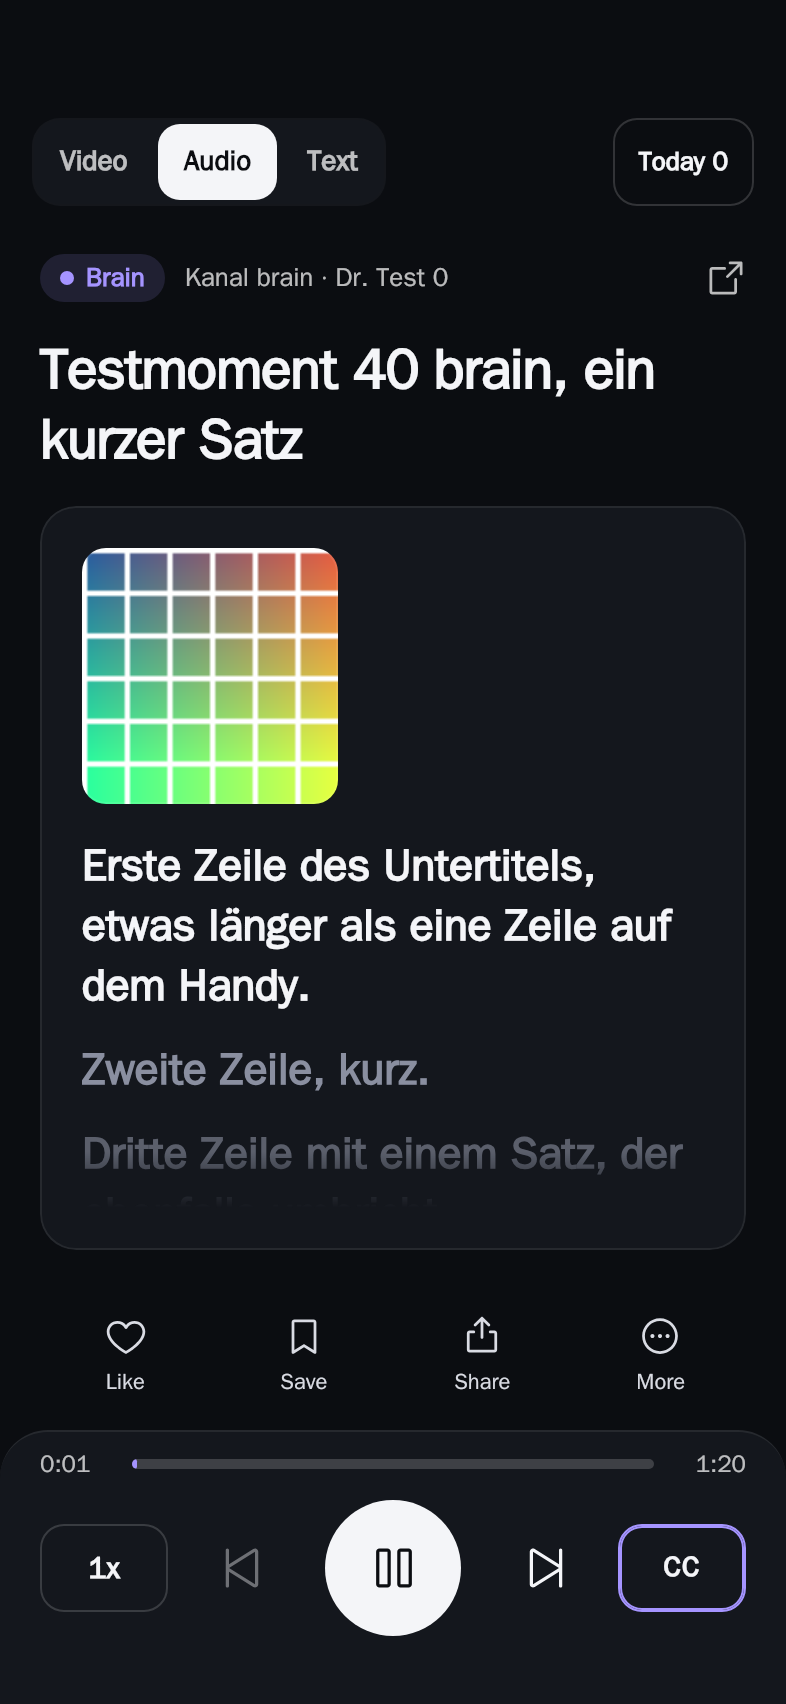 Video Audio Text Today 0
Brain Kanal brain · Dr. Test 0
Testmoment 40 brain, ein
kurzer Satz
Erste Zeile des Untertitels,
etwas länger als eine Zeile auf
dem Handy.
Zweite Zeile, kurz.
Dritte Zeile mit einem Satz, der
Like Save Share More
0:01 1:20
1x CC